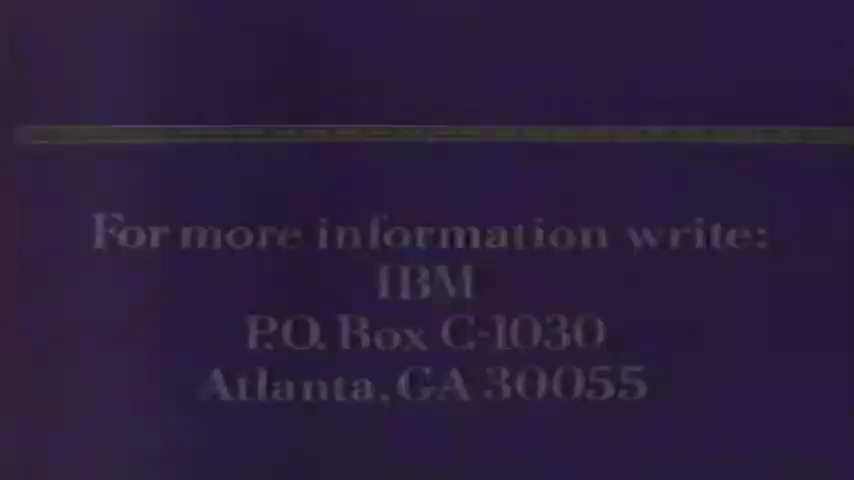 For more information write:
IBM
P.O. Box C-1030
Atlanta, GA 30055